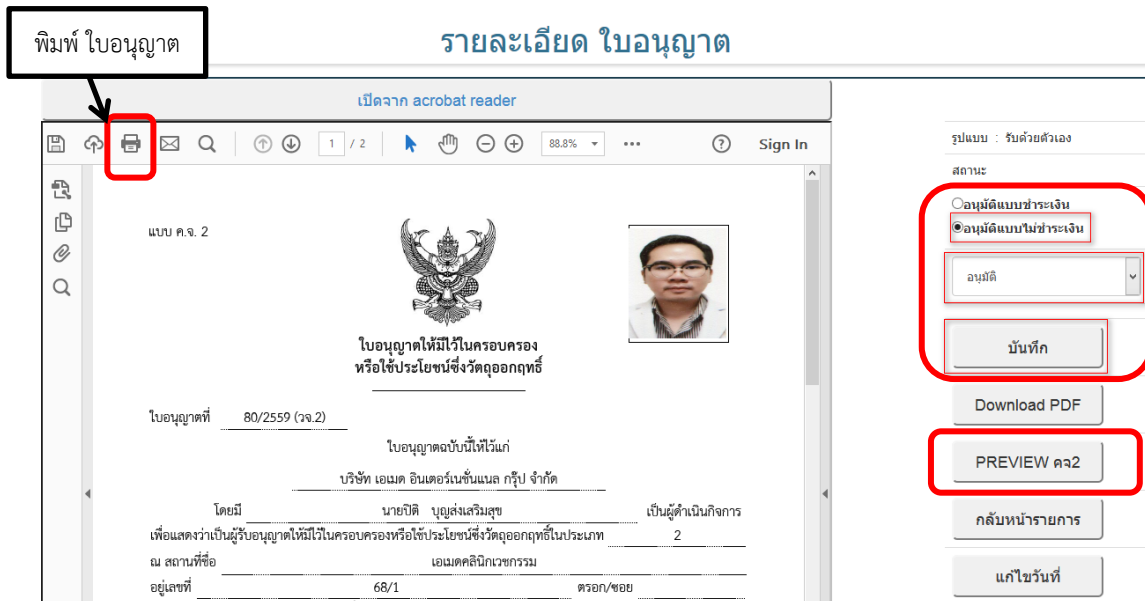 พิมพ์ ใบอนุญาต
รายละเอียด ใบอนุญาต
เปิดจาก acrobat reader
1 / 2
88.8%
Sign In
แบบ ค.จ. 2
ใบอนุญาตให้มีไว้ในครอบครอง
หรือใช้ประโยชน์ซึ่งวัตถุออกฤทธิ์
ใบอนุญาตที่ 80/2559 (วจ.2)
ใบอนุญาตฉบับนี้ให้ไว้แก่
บริษัท เอเมด อินเตอร์เนชั่นแนล กรุ๊ป จำกัด
โดยมี นายปิติ บุญส่งเสริมสุข เป็นผู้ดำเนินกิจการ
เพื่อแสดงว่าเป็นผู้รับอนุญาตให้มีไว้ในครอบครองหรือใช้ประโยชน์ซึ่งวัตถุออกฤทธิ์ในประเภท 2
ณ สถานที่ชื่อ เอเมดคลินิกเวชกรรม
อยู่เลขที่ 68/1 ตรอก/ซอย
รูปแบบ : รับด้วยตัวเอง
สถานะ
อนุมัติแบบชำระเงิน
อนุมัติแบบไม่ชำระเงิน
อนุมัติ
บันทึก
Download PDF
PREVIEW คจ2
กลับหน้ารายการ
แก้ไขวันที่